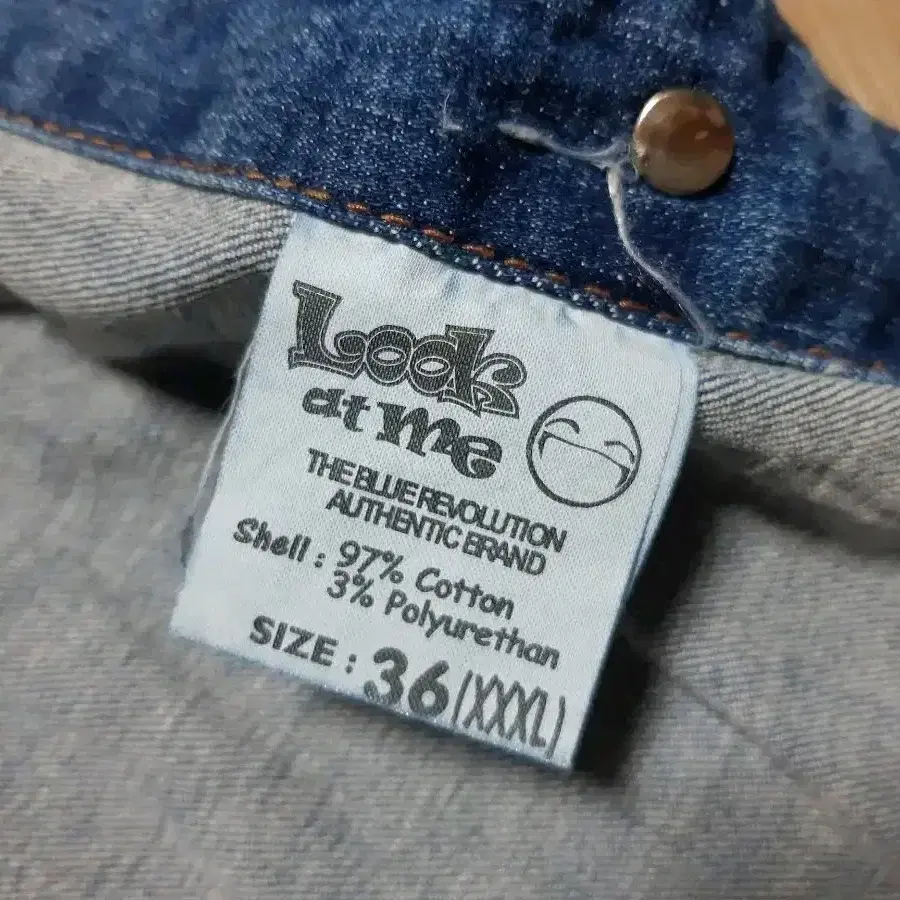 Look
at me
THE BLUE REVOLUTION
AUTHENTIC BRAND
Shell : 97% Cotton
3% Polyurethan
SIZE : 36 (XXXL)